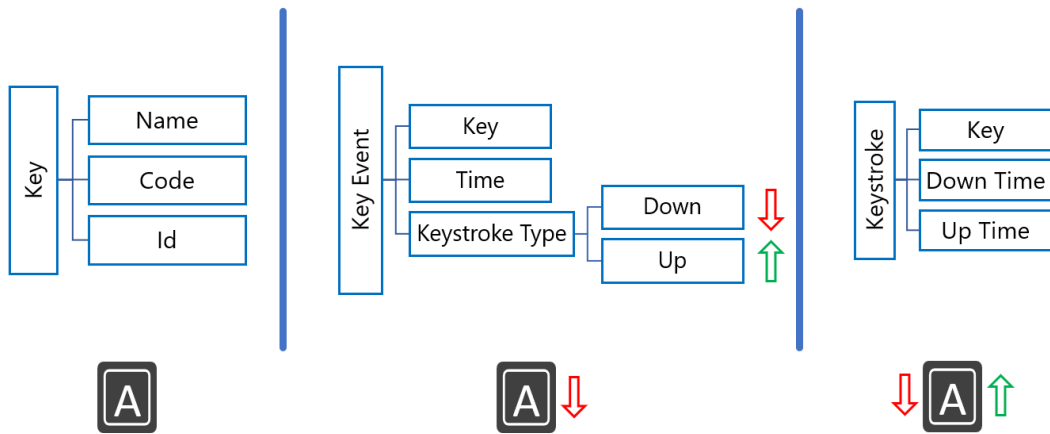 Key
Name
Code
Id
Key Event
Key
Time
Keystroke Type
Down
Up
Keystroke
Key
Down Time
Up Time
A
A
A